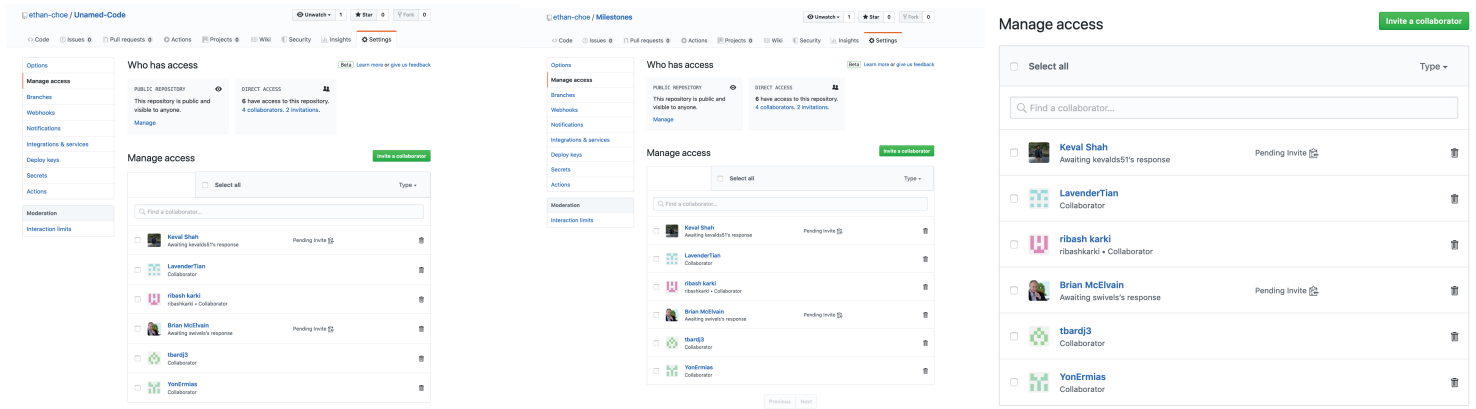 ethan-choe / Unamed-Code
Unwatch 1 Star 0 Fork 0
Code Issues 0 Pull requests 0 Actions Projects 0 Wiki Security Insights Settings
Options
Manage access
Branches
Webhooks
Notifications
Integrations & services
Deploy keys
Secrets
Actions
Moderation
Interaction limits
Who has access
Beta Learn more or give us feedback
PUBLIC REPOSITORY
This repository is public and
visible to anyone.
Manage
DIRECT ACCESS
6 have access to this repository.
4 collaborators. 2 invitations.
Manage access
Invite a collaborator
Select all Type
Find a collaborator...
Keval Shah
Awaiting kevalds51's response Pending Invite
LavenderTian
Collaborator
ribash karki
ribashkarki • Collaborator
Brian McElvain
Awaiting swivels's response Pending Invite
tbardj3
Collaborator
YonErmias
Collaborator
ethan-choe / Milestones
Unwatch 1 Star 0 Fork 0
Code Issues 0 Pull requests 0 Actions Projects 0 Wiki Security Insights Settings
Options
Manage access
Branches
Webhooks
Notifications
Integrations & services
Deploy keys
Secrets
Actions
Moderation
Interaction limits
Who has access
Beta Learn more or give us feedback
PUBLIC REPOSITORY
This repository is public and
visible to anyone.
Manage
DIRECT ACCESS
6 have access to this repository.
4 collaborators. 2 invitations.
Manage access
Invite a collaborator
Select all Type
Find a collaborator...
Keval Shah
Awaiting kevalds51's response Pending Invite
LavenderTian
Collaborator
ribash karki
ribashkarki • Collaborator
Brian McElvain
Awaiting swivels's response Pending Invite
tbardj3
Collaborator
YonErmias
Collaborator
Previous Next
Manage access
Invite a collaborator
Select all Type
Find a collaborator...
Keval Shah
Awaiting kevalds51's response Pending Invite
LavenderTian
Collaborator
ribash karki
ribashkarki • Collaborator
Brian McElvain
Awaiting swivels's response Pending Invite
tbardj3
Collaborator
YonErmias
Collaborator